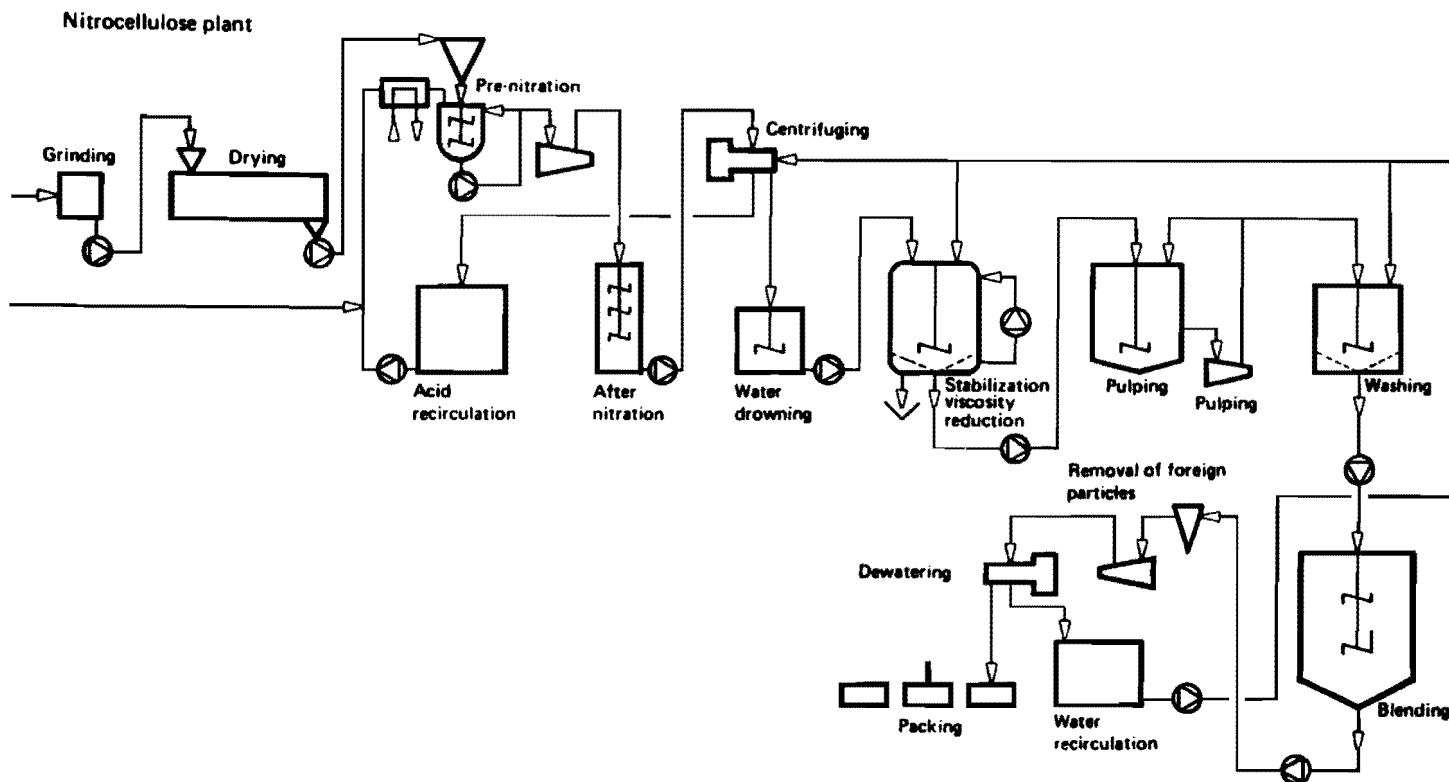 Nitrocellulose plant
Pre-nitration
Grinding
Drying
Centrifuging
Acid
recirculation
After
nitration
Water
drowning
Stabilization
viscosity
reduction
Pulping
Pulping
Washing
Removal of foreign
particles
Dewatering
Packing
Water
recirculation
Blending